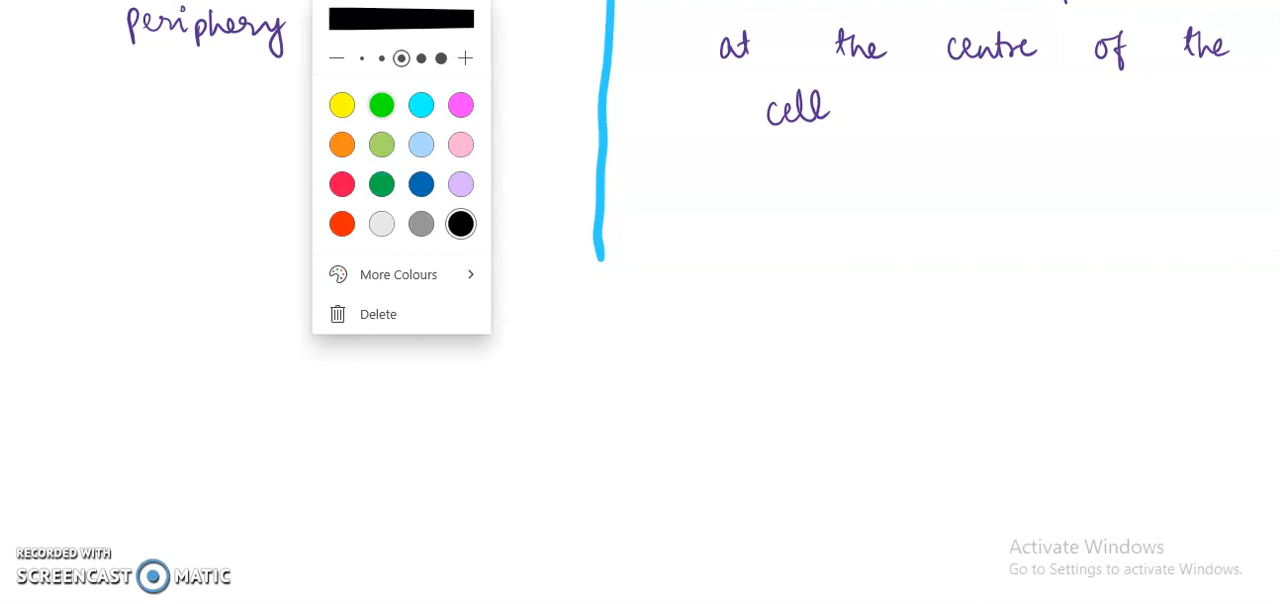 periphery
at the centre of the
cell
More Colours
Delete
RECORDED WITH
SCREENCAST MATIC
Activate Windows
Go to Settings to activate Windows.